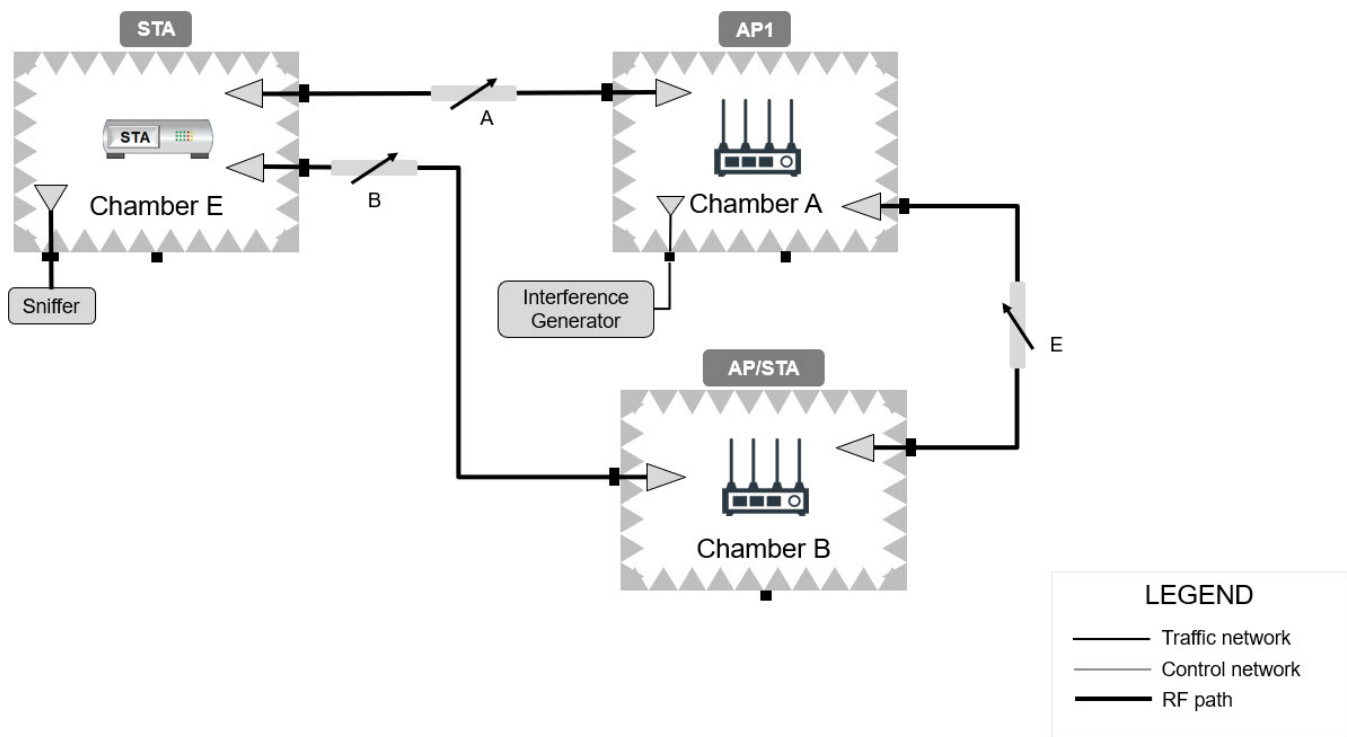 STA
AP1
A
STA
B
Chamber E
Chamber A
Sniffer
Interference
Generator
E
AP/STA
Chamber B
LEGEND
Traffic network
Control network
RF path